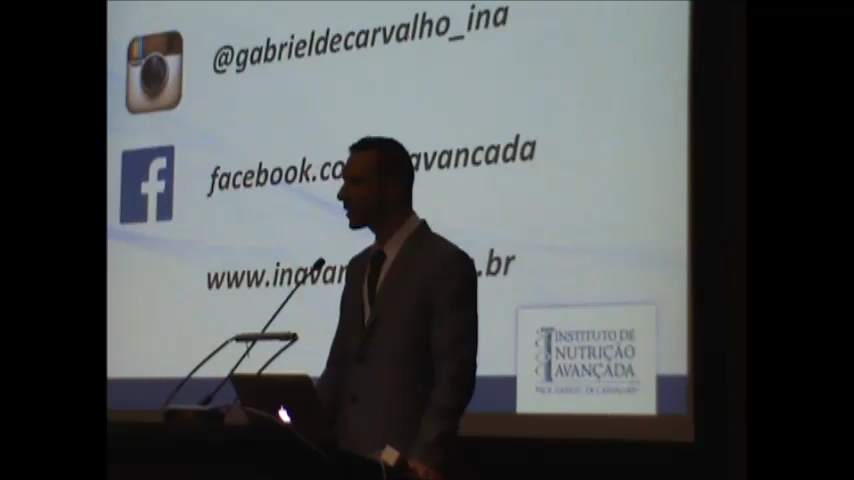 @gabrieldecarvalho_ina
f
facebook.co avancada
www.inavan .br
INSTITUTO DE
NUTRIÇÃO
AVANÇADA